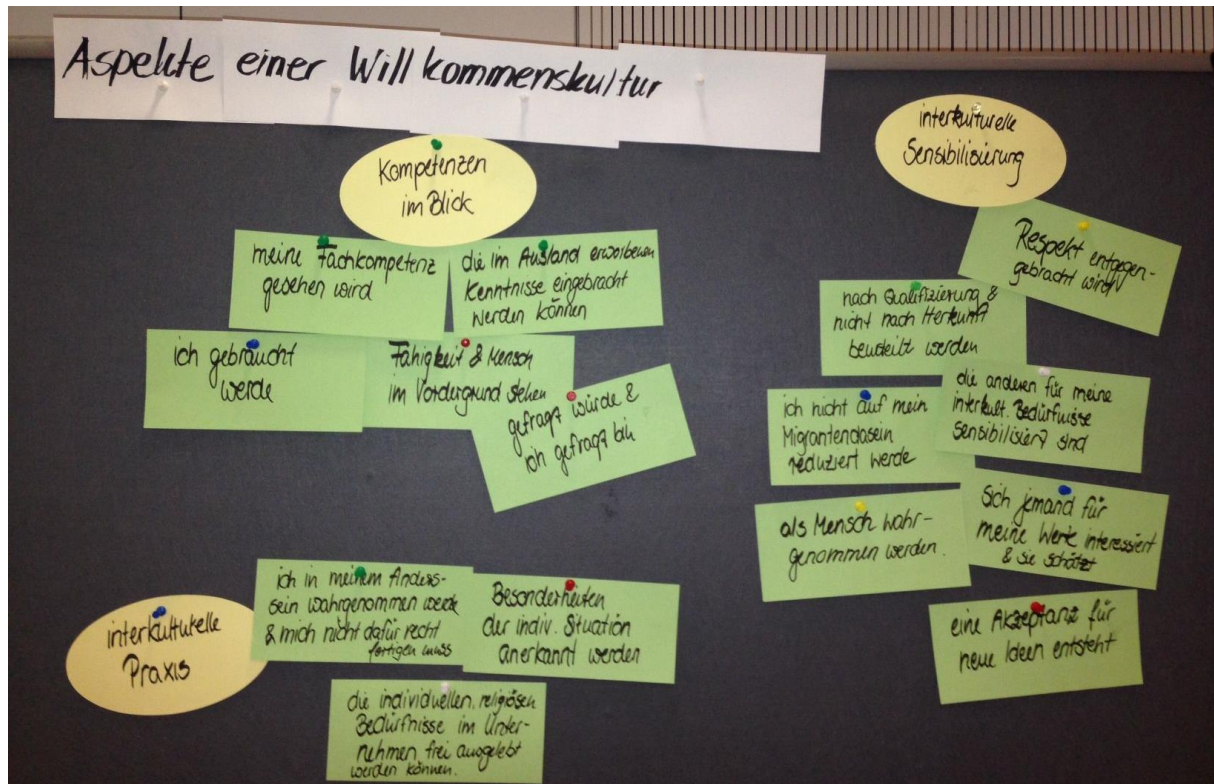 Aspekte einer Willkommenskultur
Kompetenzen
im Blick
meine Fachkompetenz
gesehen wird
die im Ausland erworbenen
Kenntnisse eingebracht
werden können
ich gebraucht
werde
Fähigkeit & Mensch
im Vordergrund stehen
gefragt würde &
ich gefragt bin
interkulturelle
Sensibilisierung
Respekt entgegen-
gebracht wird
nach Qualifizierung &
nicht nach Herkunft
beurteilt werden
die anderen für meine
interkult. Bedürfnisse
sensibilisiert sind
ich nicht auf mein
Migrantendasein
reduziert werde
sich jemand für
meine Werte interessiert
& sie schätzt
als Mensch wahr-
genommen werden.
eine Akzeptanz für
neue Ideen entsteht
interkulturelle
Praxis
ich in meinem Anders-
sein wahrgenommen werde
& mich nicht dafür recht
fertigen muss
Besonderheiten
der indiv. Situation
anerkannt werden
die individuellen, religiösen
Bedürfnisse im Unter-
nehmen frei ausgelebt
werden können.